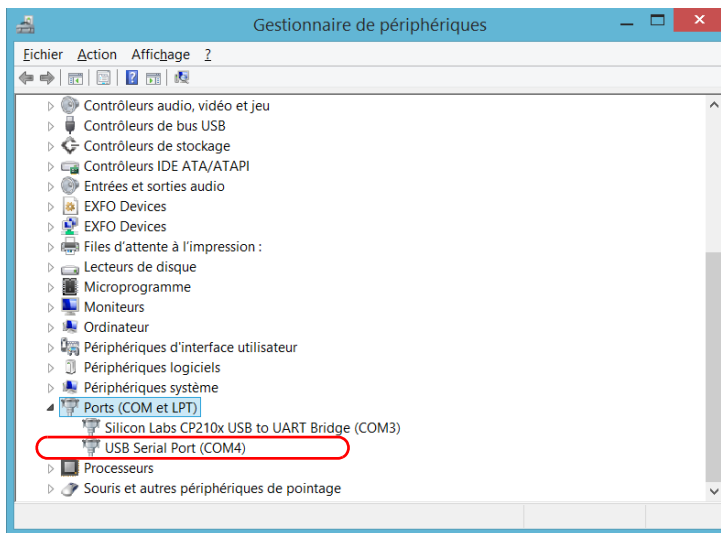 Gestionnaire de périphériques
Fichier Action Affichage ?
Contrôleurs audio, vidéo et jeu
Contrôleurs de bus USB
Contrôleurs de stockage
Contrôleurs IDE ATA/ATAPI
Entrées et sorties audio
EXFO Devices
EXFO Devices
Files d'attente à l'impression :
Lecteurs de disque
Microprogramme
Moniteurs
Ordinateur
Périphériques d'interface utilisateur
Périphériques logiciels
Périphériques système
Ports (COM et LPT)
Silicon Labs CP210x USB to UART Bridge (COM3)
USB Serial Port (COM4)
Processeurs
Souris et autres périphériques de pointage